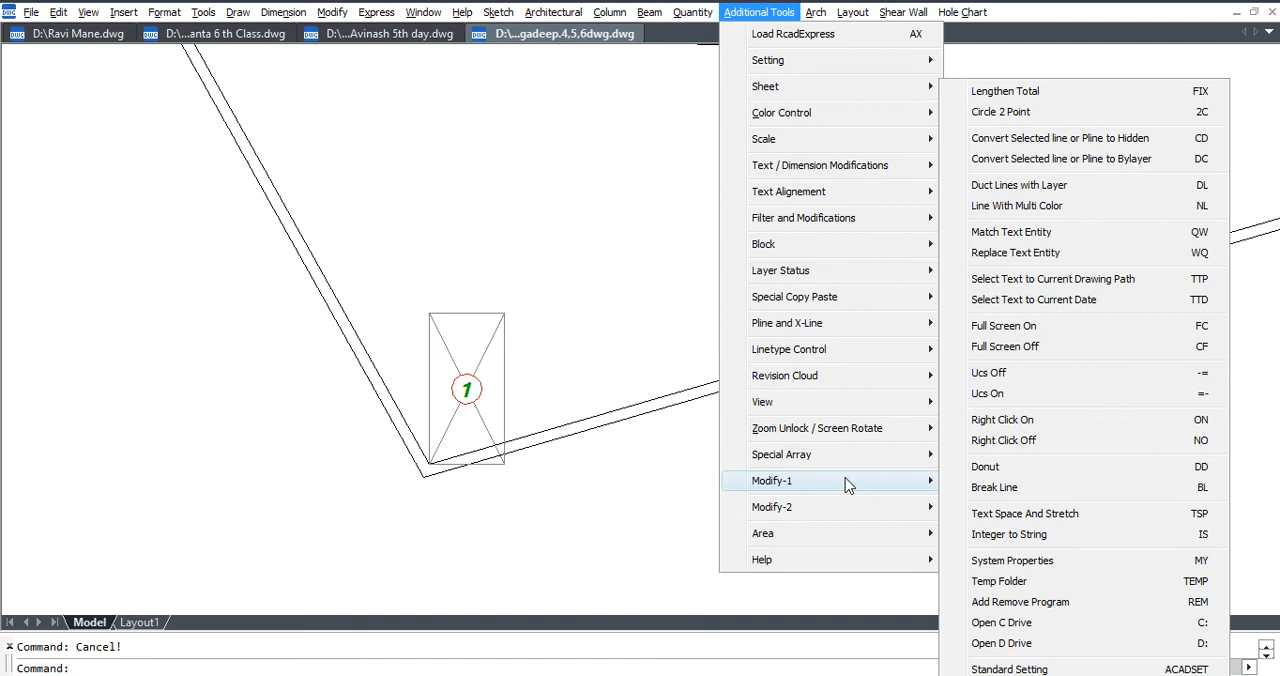 File Edit View Insert Format Tools Draw Dimension Modify Express Window Help Sketch Architectural Column Beam Quantity Additional Tools Arch Layout Shear Wall Hole Chart
D:\Ravi Mane.dwg D:\...anta 6 th Class.dwg D:\...Avinash 5th day.dwg D:\...gadeep.4,5,6dwg.dwg
Load RcadExpress AX
Setting
Sheet
Color Control
Scale
Text / Dimension Modifications
Text Alignement
Filter and Modifications
Block
Layer Status
Special Copy Paste
Pline and X-Line
Linetype Control
Revision Cloud
View
Zoom Unlock / Screen Rotate
Special Array
Modify-1
Modify-2
Area
Help
Lengthen Total FIX
Circle 2 Point 2C
Convert Selected line or Pline to Hidden CD
Convert Selected line or Pline to Bylayer DC
Duct Lines with Layer DL
Line With Multi Color NL
Match Text Entity QW
Replace Text Entity WQ
Select Text to Current Drawing Path TTP
Select Text to Current Date TTD
Full Screen On FC
Full Screen Off CF
Ucs Off -=
Ucs On =-
Right Click On ON
Right Click Off NO
Donut DD
Break Line BL
Text Space And Stretch TSP
Integer to String IS
System Properties MY
Temp Folder TEMP
Add Remove Program REM
Open C Drive C:
Open D Drive D:
Standard Setting ACADSET
1
Model Layout1
Command: Cancel!
Command: